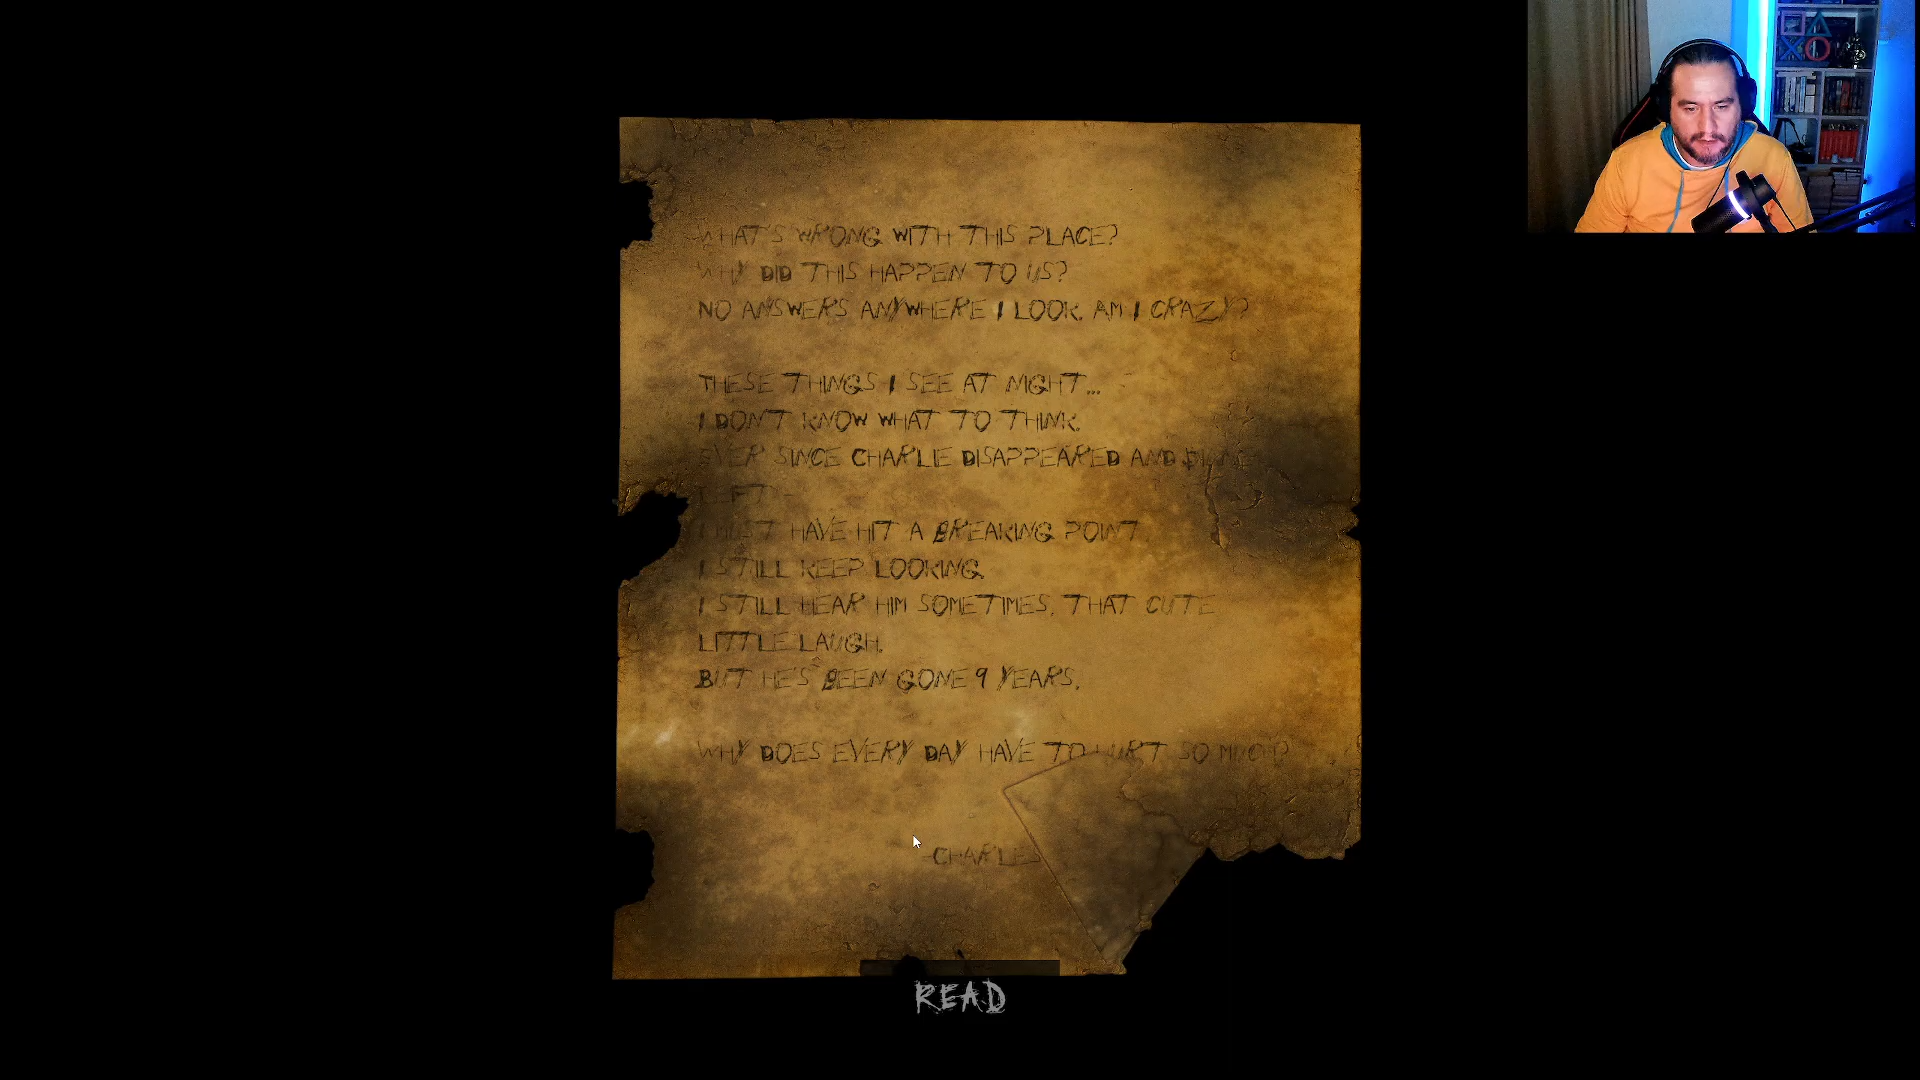 WHAT'S WRONG WITH THIS PLACE?
WHY DID THIS HAPPEN TO US?
NO ANSWERS ANYWHERE I LOOK. AM I CRAZY?
THESE THINGS I SEE AT NIGHT...
I DON'T KNOW WHAT TO THINK.
EVER SINCE CHARLIE DISAPPEARED AND
LEFT
I MUST HAVE HIT A BREAKING POINT.
I STILL KEEP LOOKING.
I STILL HEAR HIM SOMETIMES. THAT CUTE
LITTLE LAUGH.
BUT HE'S BEEN GONE 9 YEARS.
WHY DOES EVERY DAY HAVE TO HURT SO MUCH?
-CHARLES
READ